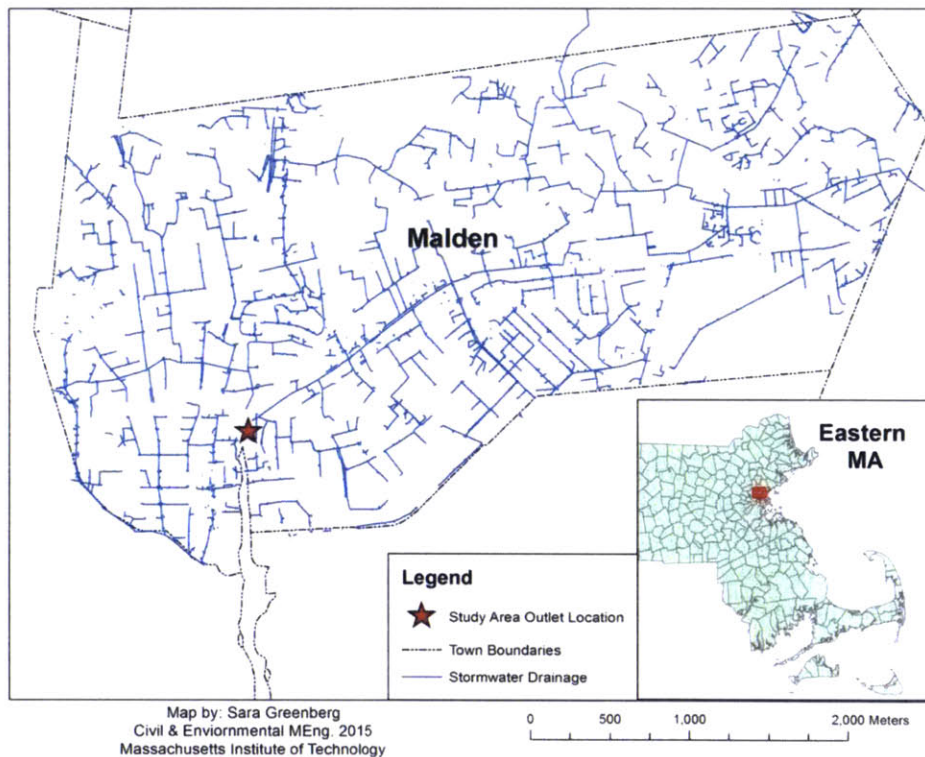 Malden
Eastern
MA
Legend
Study Area Outlet Location
Town Boundaries
Stormwater Drainage
Map by: Sara Greenberg
Civil & Enviornmental MEng. 2015
Massachusetts Institute of Technology
0 500 1,000 2,000 Meters